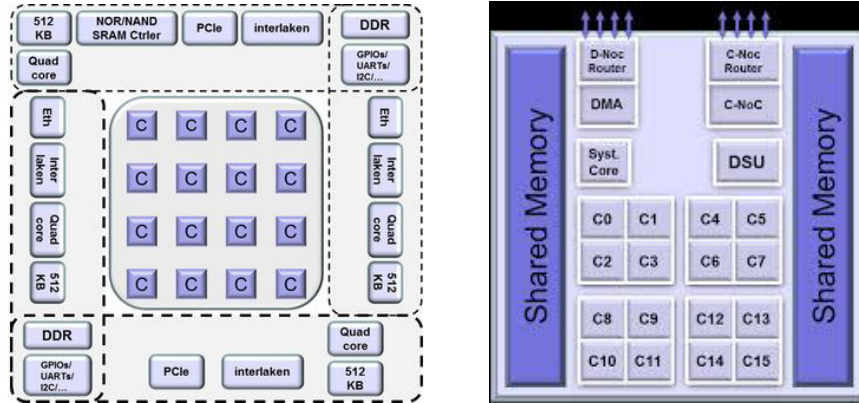 512
KB
NOR/NAND
SRAM Ctrler
PCIe
interlaken
DDR
Quad
core
GPIOs/
UARTs/
I2C/...
Eth
Inter
laken
Quad
core
512
KB
C C C C
C C C C
C C C C
C C C C
Eth
Inter
laken
Quad
core
512
KB
DDR
GPIOs/
UARTs/
I2C/...
PCIe
interlaken
Quad
core
512
KB
Shared Memory
D-Noc
Router
C-Noc
Router
DMA
C-NoC
Syst.
Core
DSU
C0 C1 C4 C5
C2 C3 C6 C7
C8 C9 C12 C13
C10 C11 C14 C15
Shared Memory